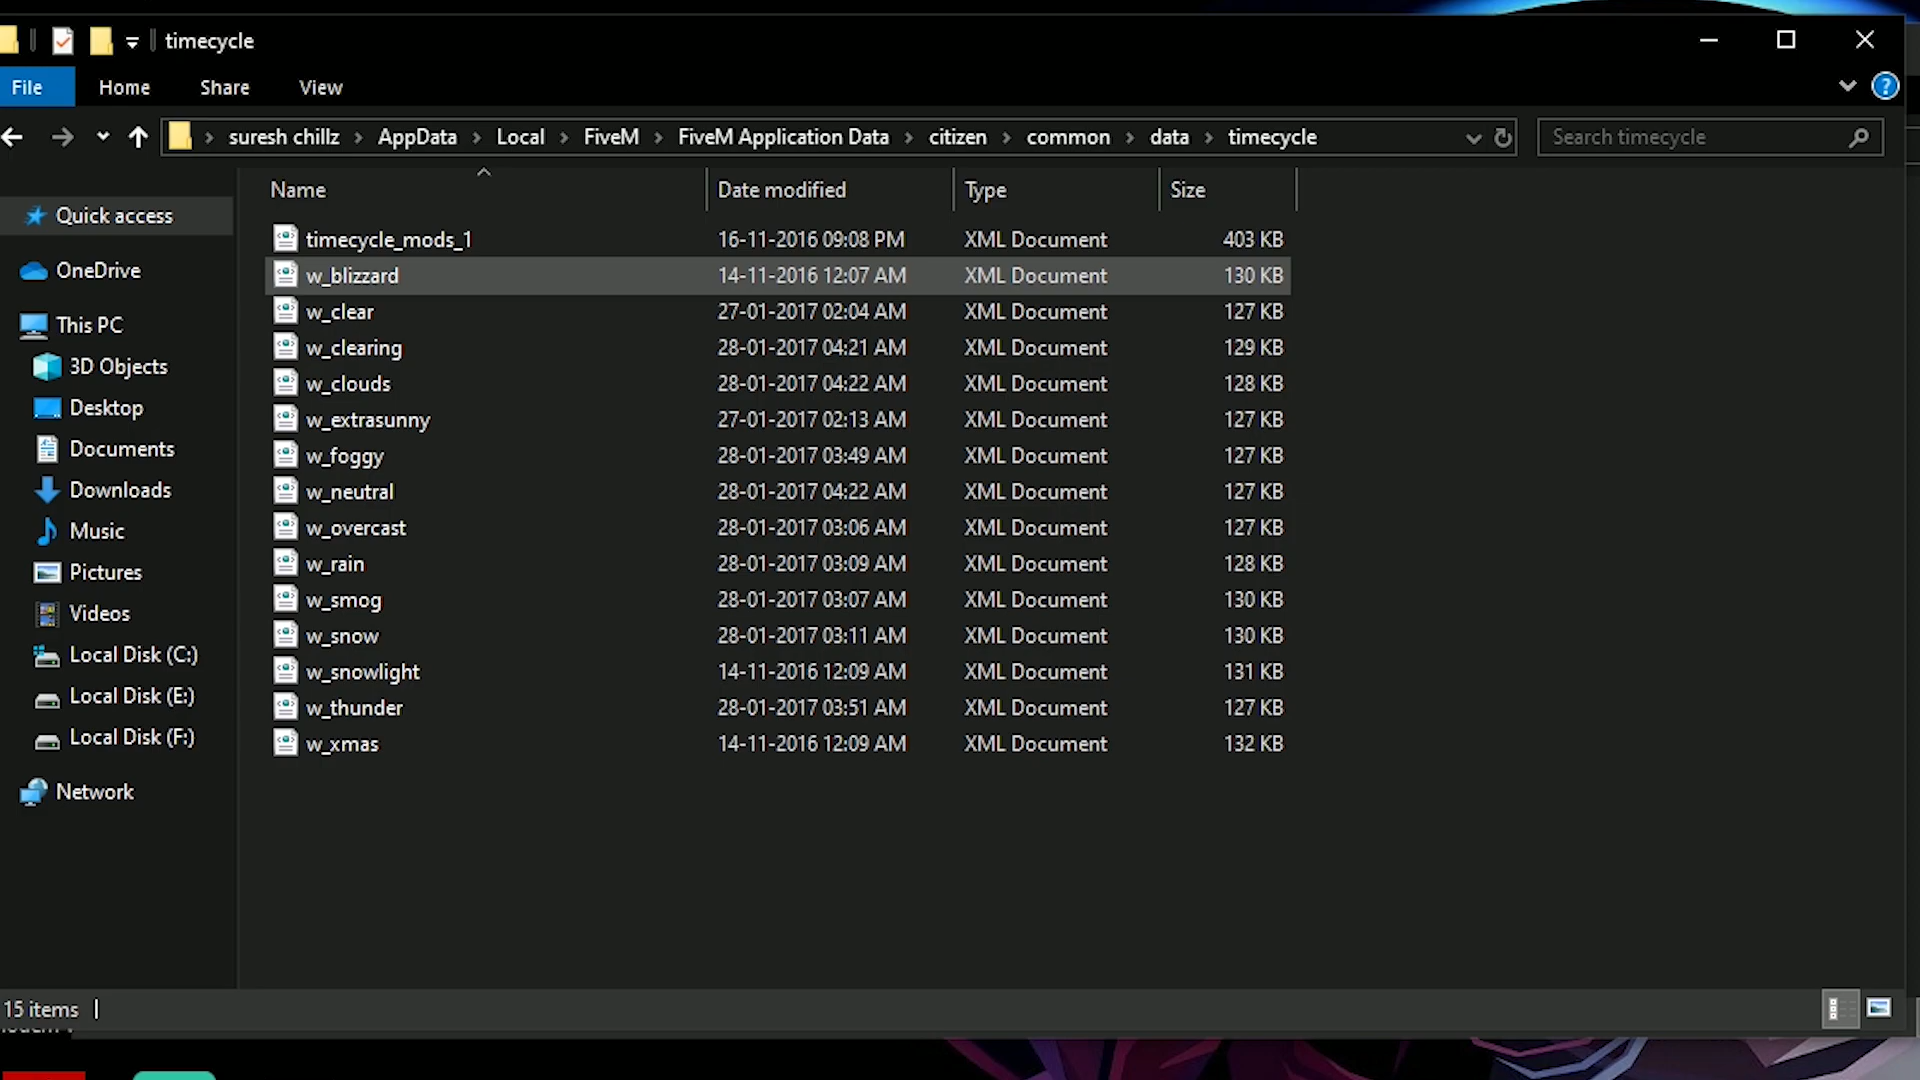 timecycle
File Home Share View
suresh chillz AppData Local FiveM FiveM Application Data citizen common data timecycle Search timecycle
Name Date modified Type Size
Quick access
OneDrive
This PC
3D Objects
Desktop
Documents
Downloads
Music
Pictures
Videos
Local Disk (C:)
Local Disk (E:)
Local Disk (F:)
Network
timecycle_mods_1 16-11-2016 09:08 PM XML Document 403 KB
w_blizzard 14-11-2016 12:07 AM XML Document 130 KB
w_clear 27-01-2017 02:04 AM XML Document 127 KB
w_clearing 28-01-2017 04:21 AM XML Document 129 KB
w_clouds 28-01-2017 04:22 AM XML Document 128 KB
w_extrasunny 27-01-2017 02:13 AM XML Document 127 KB
w_foggy 28-01-2017 03:49 AM XML Document 127 KB
w_neutral 28-01-2017 04:22 AM XML Document 127 KB
w_overcast 28-01-2017 03:06 AM XML Document 127 KB
w_rain 28-01-2017 03:09 AM XML Document 128 KB
w_smog 28-01-2017 03:07 AM XML Document 130 KB
w_snow 28-01-2017 03:11 AM XML Document 130 KB
w_snowlight 14-11-2016 12:09 AM XML Document 131 KB
w_thunder 28-01-2017 03:51 AM XML Document 127 KB
w_xmas 14-11-2016 12:09 AM XML Document 132 KB
15 items